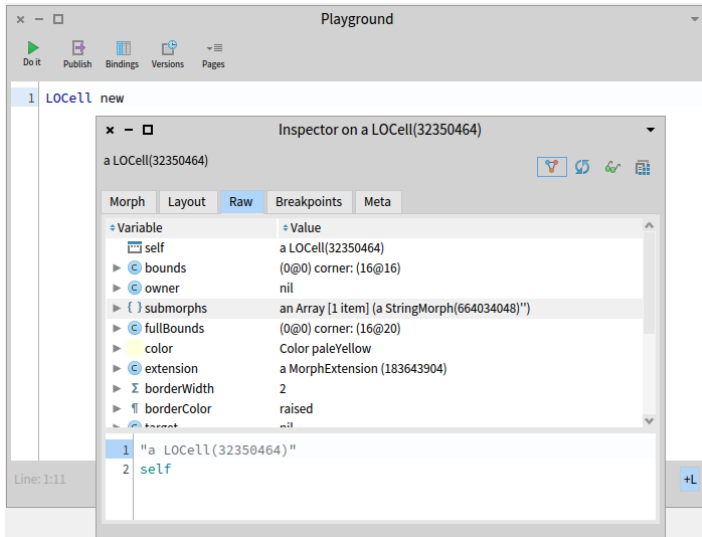 Playground
Do it Publish Bindings Versions Pages
1 LOCell new
Inspector on a LOCell(32350464)
a LOCell(32350464)
Morph Layout Raw Breakpoints Meta
Variable Value
self a LOCell(32350464)
bounds (0@0) corner: (16@16)
owner nil
{ } submorphs an Array [1 item] (a StringMorph(664034048)'')
fullBounds (0@0) corner: (16@20)
color Color paleYellow
extension a MorphExtension (183643904)
Σ borderWidth 2
¶ borderColor raised
target nil
1 "a LOCell(32350464)"
2 self
Line: 1:11 +L